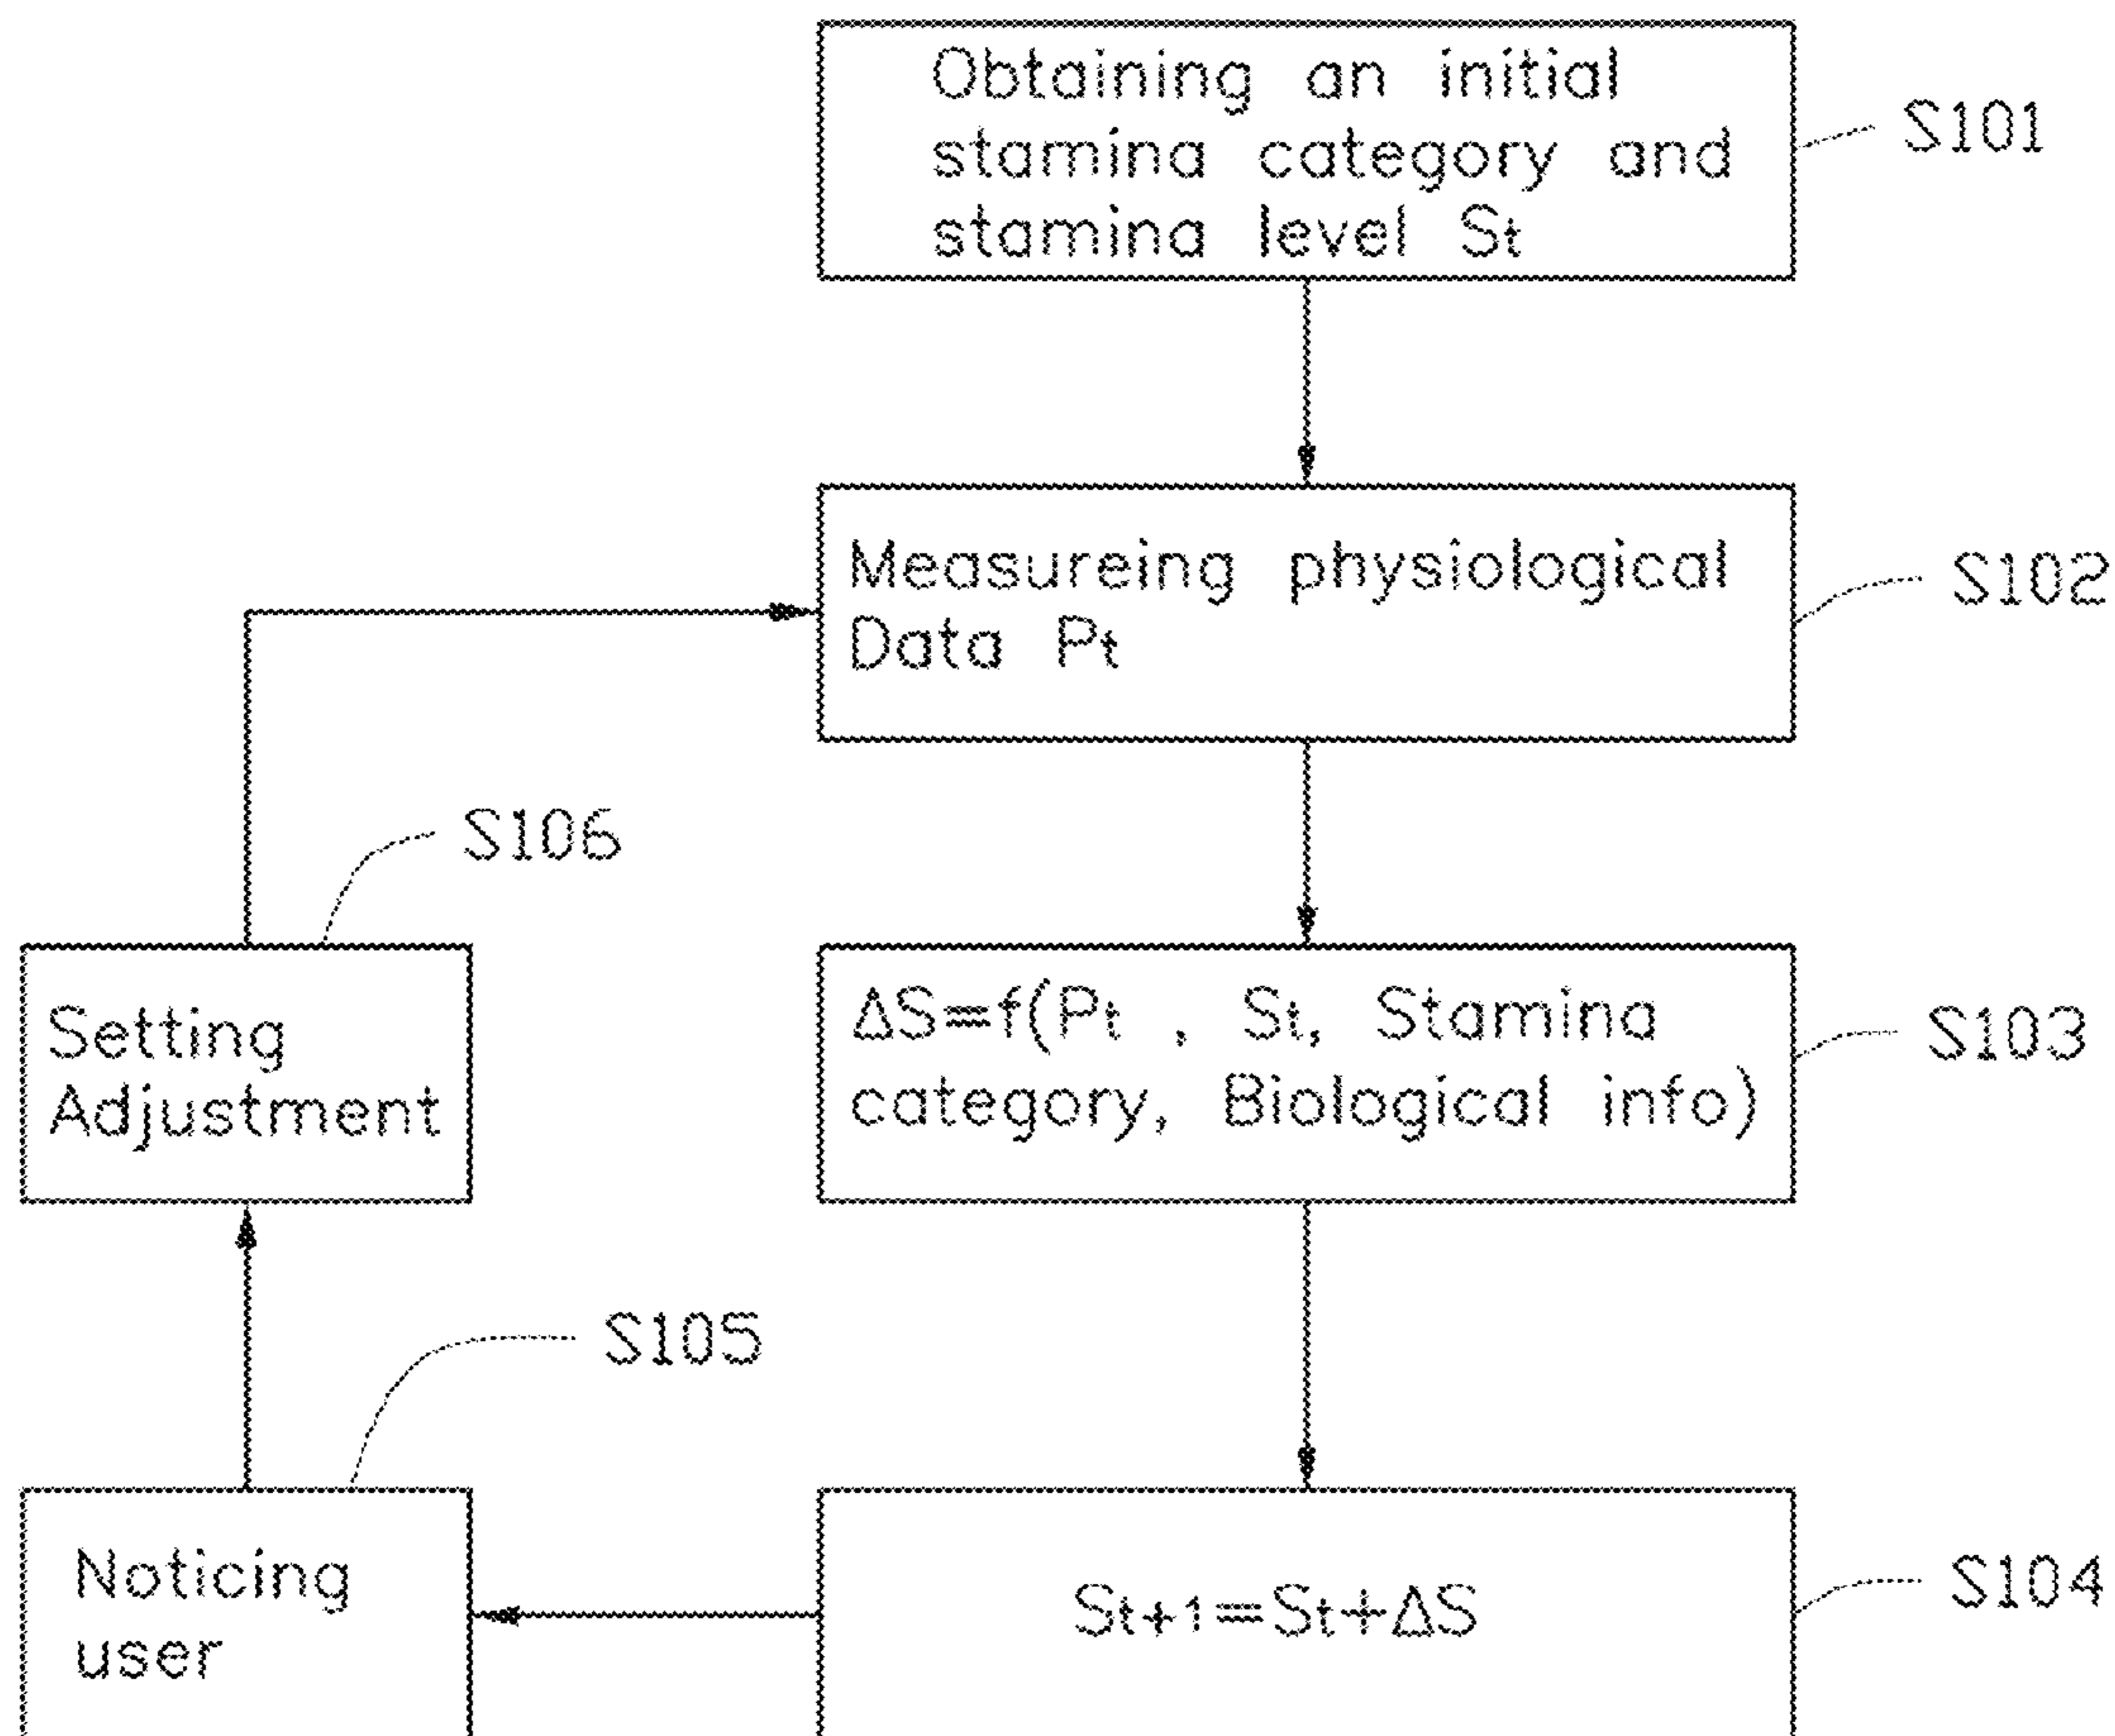 Obtaining an initial
stamina category and
stamina level St
S101
Measureing physiological
Data Pt
S102
ΔS=f(Pt , St, Stamina
category, Biological info)
S103
St+1=St+ΔS
S104
Noticing
user
S105
Setting
Adjustment
S106